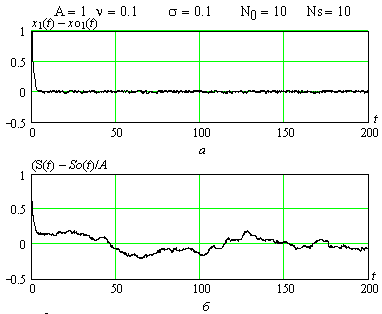 A = 1 ν = 0.1 σ = 0.1 N0 = 10 Ns = 10
x1(t) − xo1(t)
1
0.5
0
−0.5
0 50 100 150 200
t
а
(S(t) − So(t)/A
1
0.5
0
−0.5
0 50 100 150 200
t
б